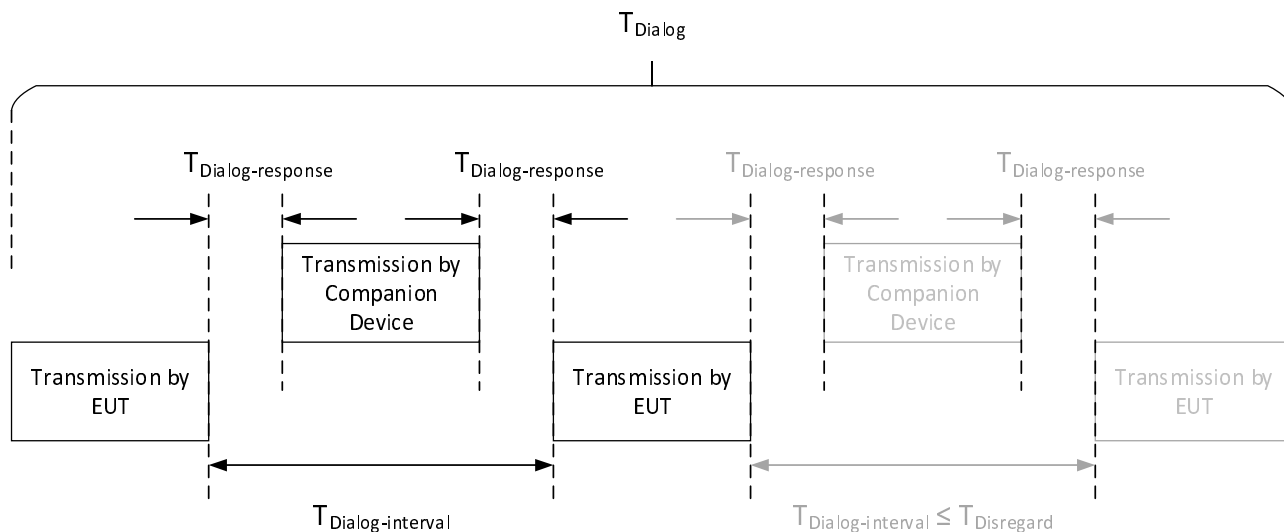 T_Dialog
T_Dialog-response T_Dialog-response T_Dialog-response T_Dialog-response
Transmission by
Companion
Device
Transmission by
Companion
Device
Transmission by
EUT
Transmission by
EUT
Transmission by
EUT
T_Dialog-interval
T_Dialog-interval ≤ T_Disregard